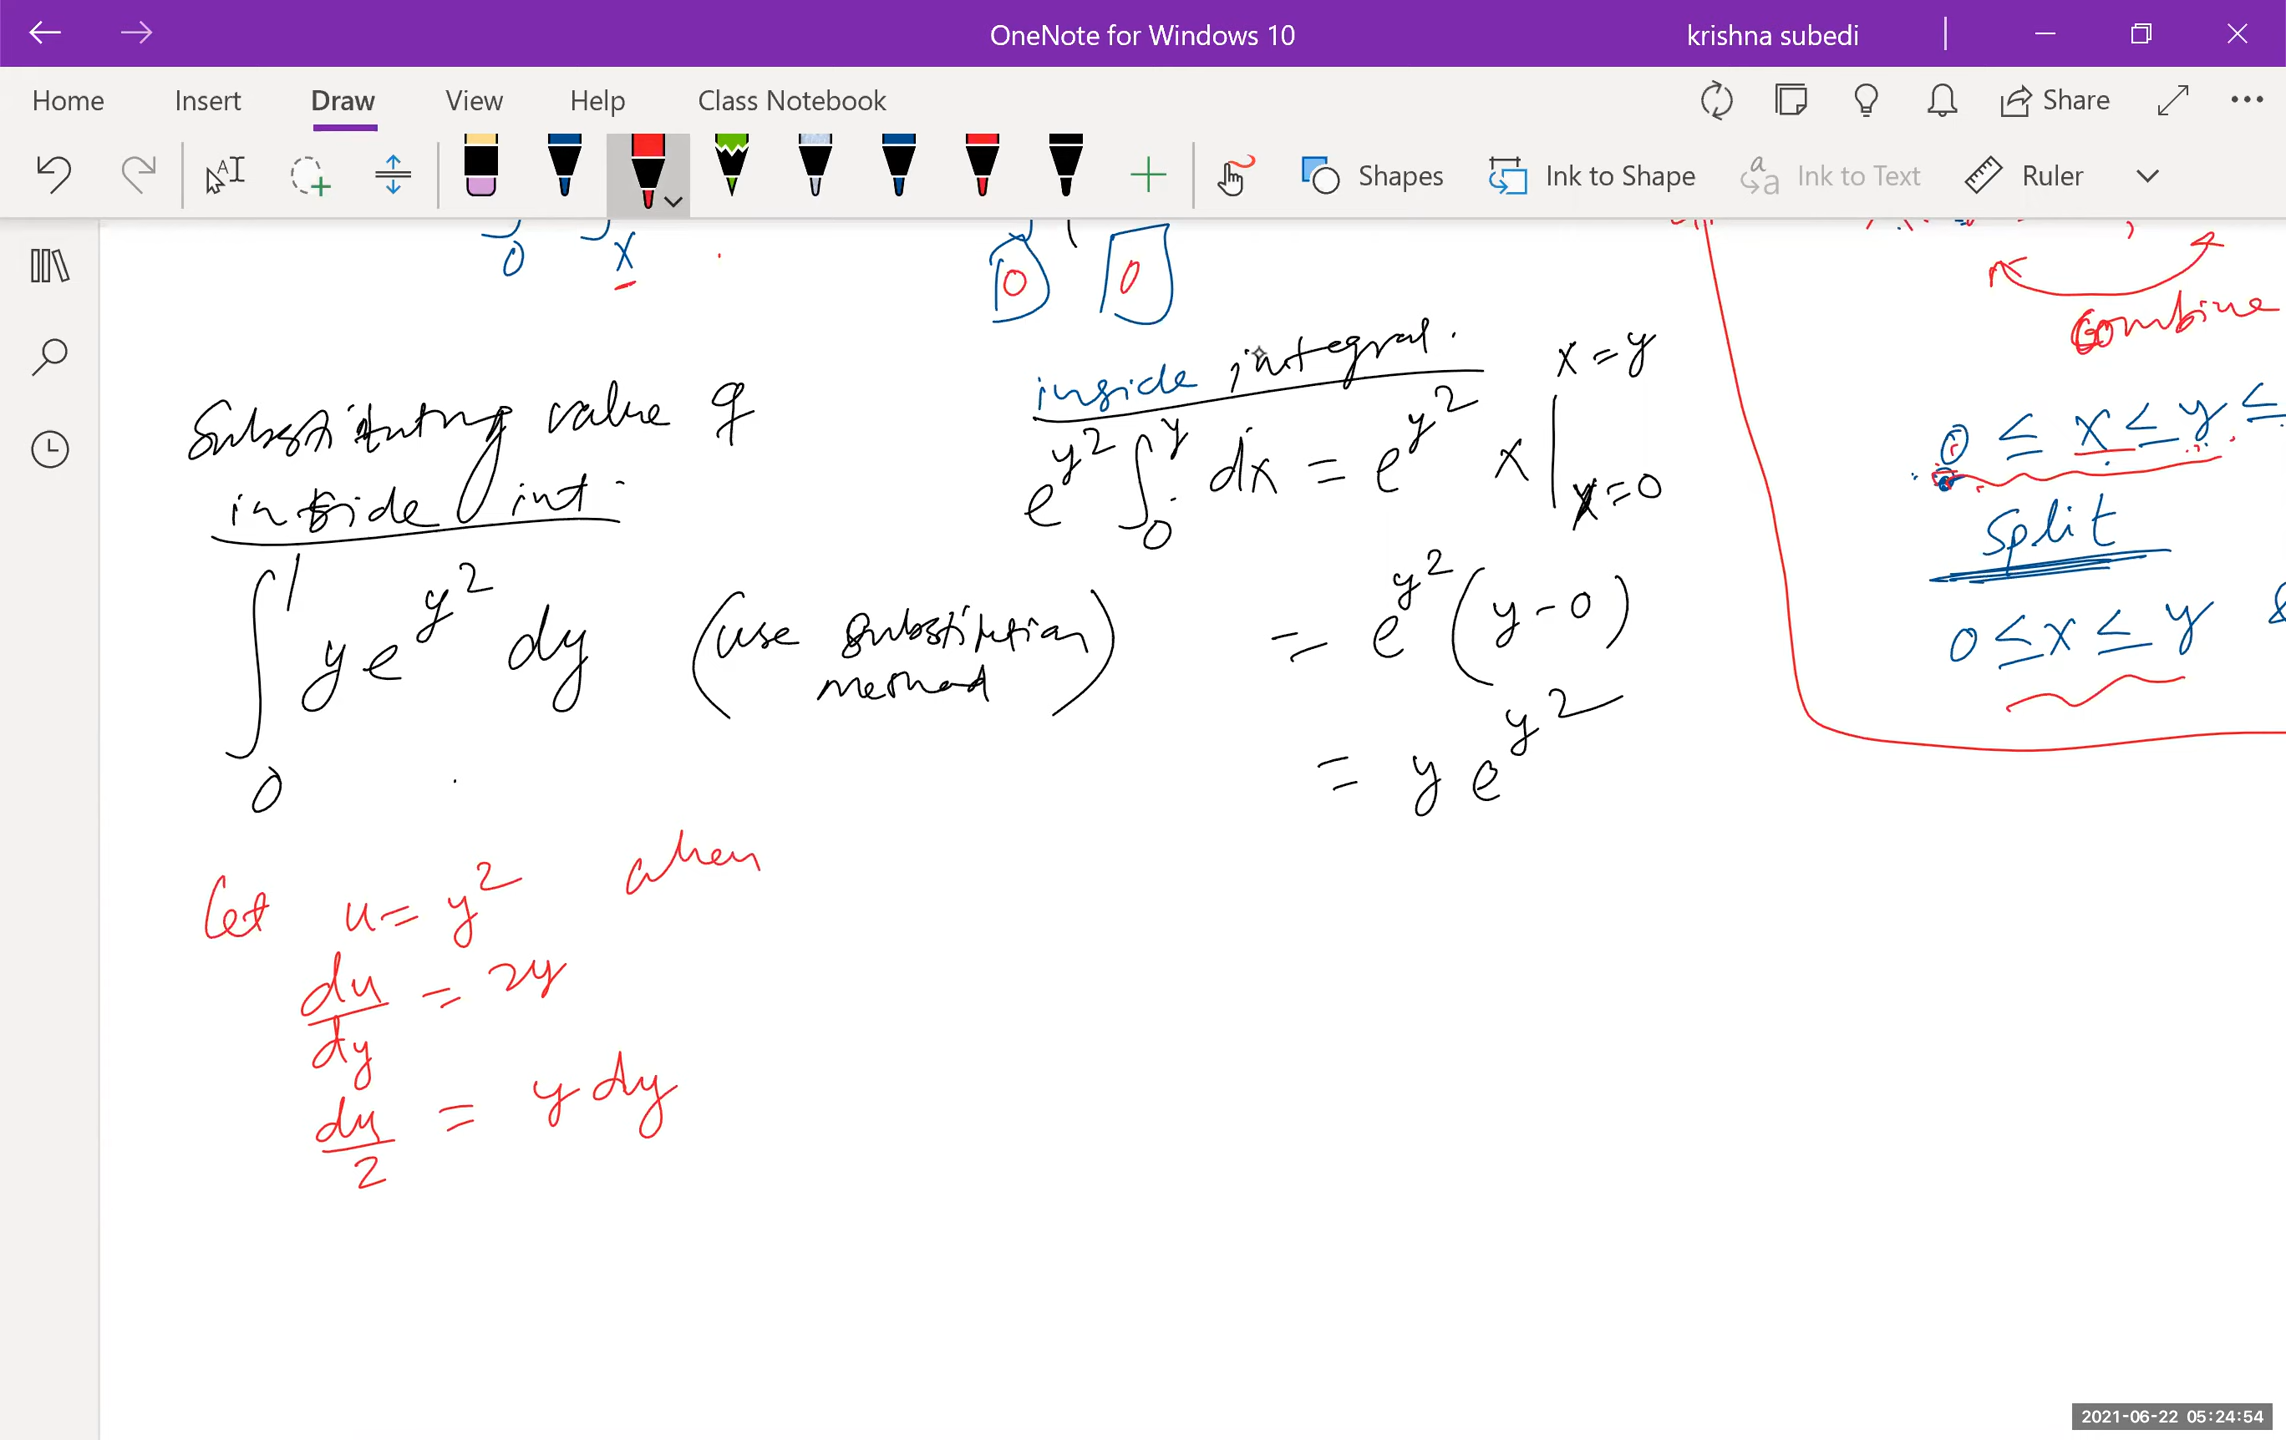 OneNote for Windows 10
krishna subedi
Home Insert Draw View Help Class Notebook Share
Shapes Ink to Shape Ink to Text Ruler
0 x 0 0
Combine
inside integral.
x = y
Substituting value of
inside int.
e^{y^2} ∫_0^y dx = e^{y^2} x |_{x=0}
0 ≤ x ≤ y ≤
Split
∫_0^1 y e^{y^2} dy (use substitution method)
= e^{y^2} (y - 0)
0 ≤ x ≤ y &
= y e^{y^2}
Let u = y^2 when
du/dy = 2y
du/2 = y dy
2021-06-22 05:24:54